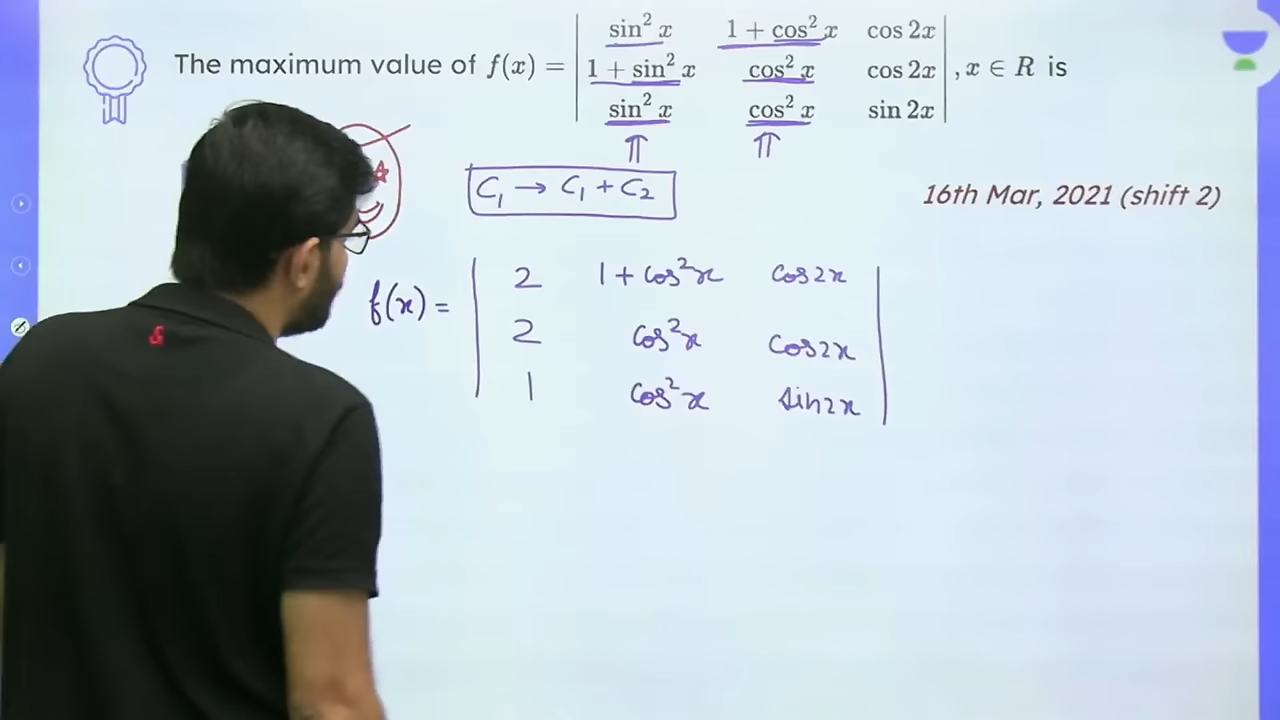 The maximum value of f(x) = | sin² x   1 + cos² x   cos 2x |
| 1 + sin² x   cos² x   cos 2x | , x ∈ R is
| sin² x   cos² x   sin 2x |
C₁ → C₁ + C₂
16th Mar, 2021 (shift 2)
f(x) = | 2   1 + cos²x   cos2x |
| 2   cos²x   cos2x |
| 1   cos²x   sin2x |